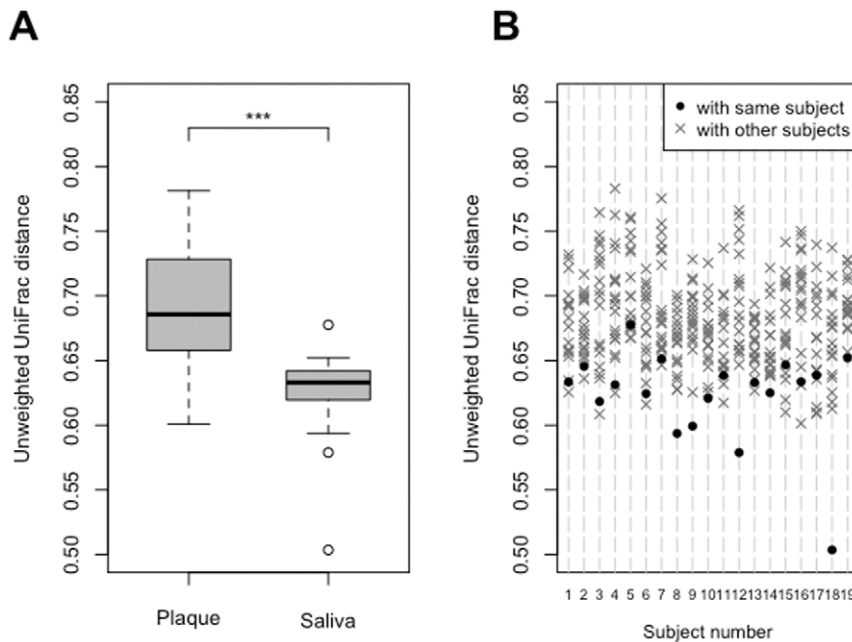 A
B
Unweighted UniFrac distance
0.85
0.80
0.75
0.70
0.65
0.60
0.55
0.50
***
Plaque
Saliva
Unweighted UniFrac distance
0.85
0.80
0.75
0.70
0.65
0.60
0.55
0.50
with same subject
with other subjects
1 2 3 4 5 6 7 8 9 10 11 12 13 14 15 16 17 18 19
Subject number